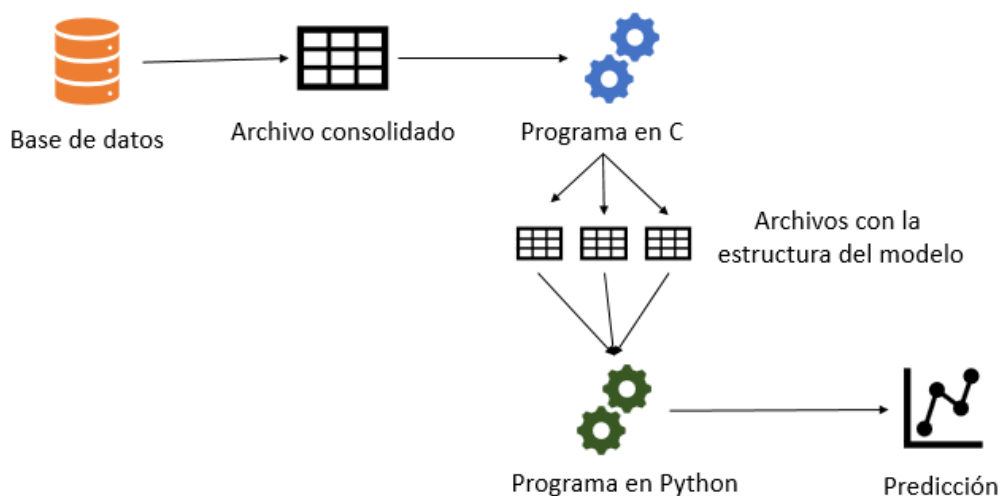 Base de datos
Archivo consolidado
Programa en C
Archivos con la
estructura del modelo
Programa en Python
Predicción